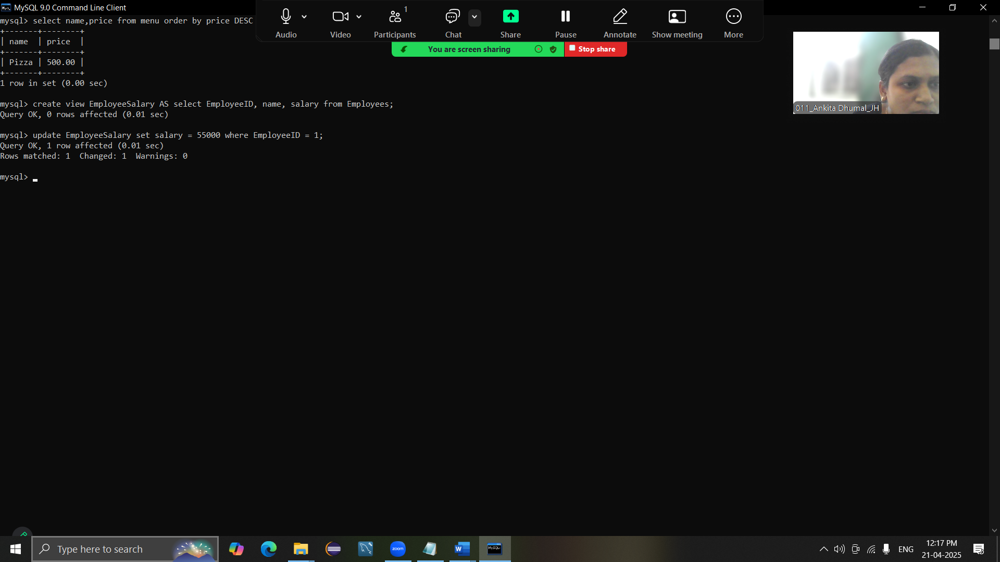 MySQL 9.0 Command Line Client
mysql> select name,price from menu order by price DESC
+-------+--------+
| name  | price  |
+-------+--------+
| Pizza | 500.00 |
+-------+--------+
1 row in set (0.00 sec)
mysql> create view EmployeeSalary AS select EmployeeID, name, salary from Employees;
Query OK, 0 rows affected (0.01 sec)
mysql> update EmployeeSalary set salary = 55000 where EmployeeID = 1;
Query OK, 1 row affected (0.01 sec)
Rows matched: 1  Changed: 1  Warnings: 0
mysql>
1
Audio
Video
Participants
Chat
Share
Pause
Annotate
Show meeting
More
You are screen sharing
Stop share
011_Ankita Dhumal_JH
Type here to search
zoom
W
MySQL
ENG
12:17 PM
21-04-2025